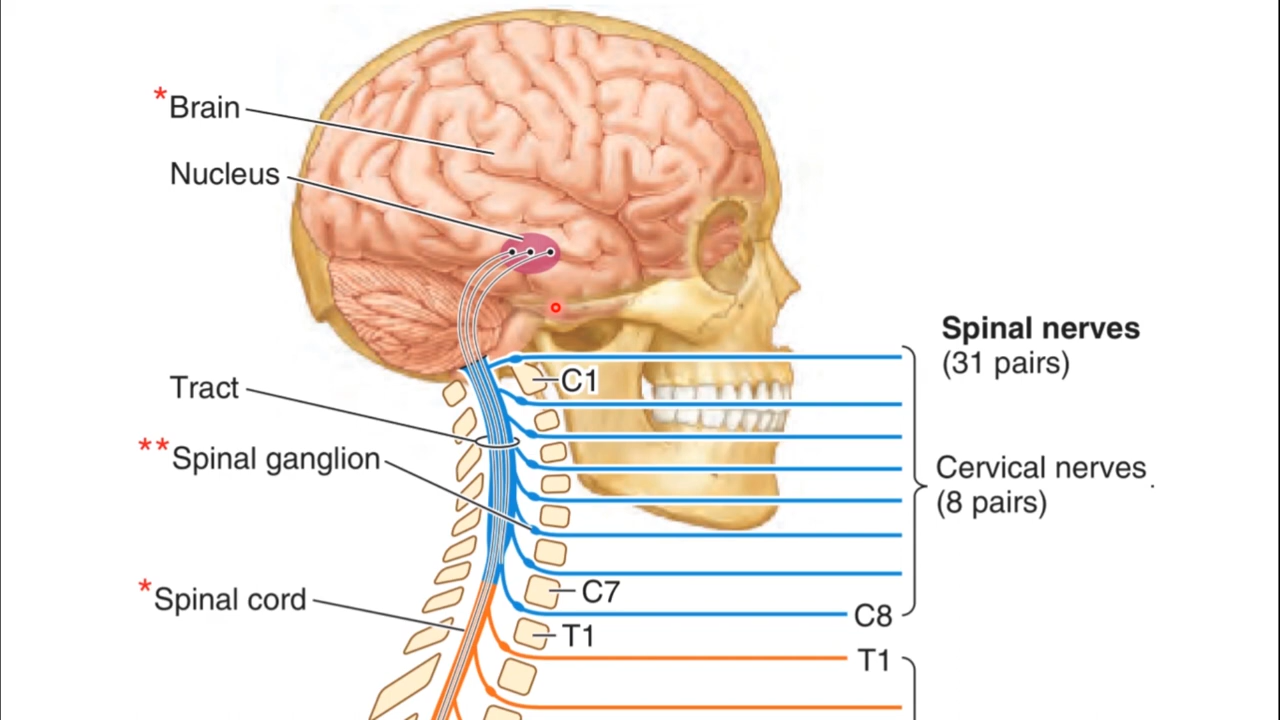 *Brain
Nucleus
Spinal nerves
(31 pairs)
C1
Tract
**Spinal ganglion
Cervical nerves
(8 pairs)
C7
*Spinal cord
C8
T1
T1